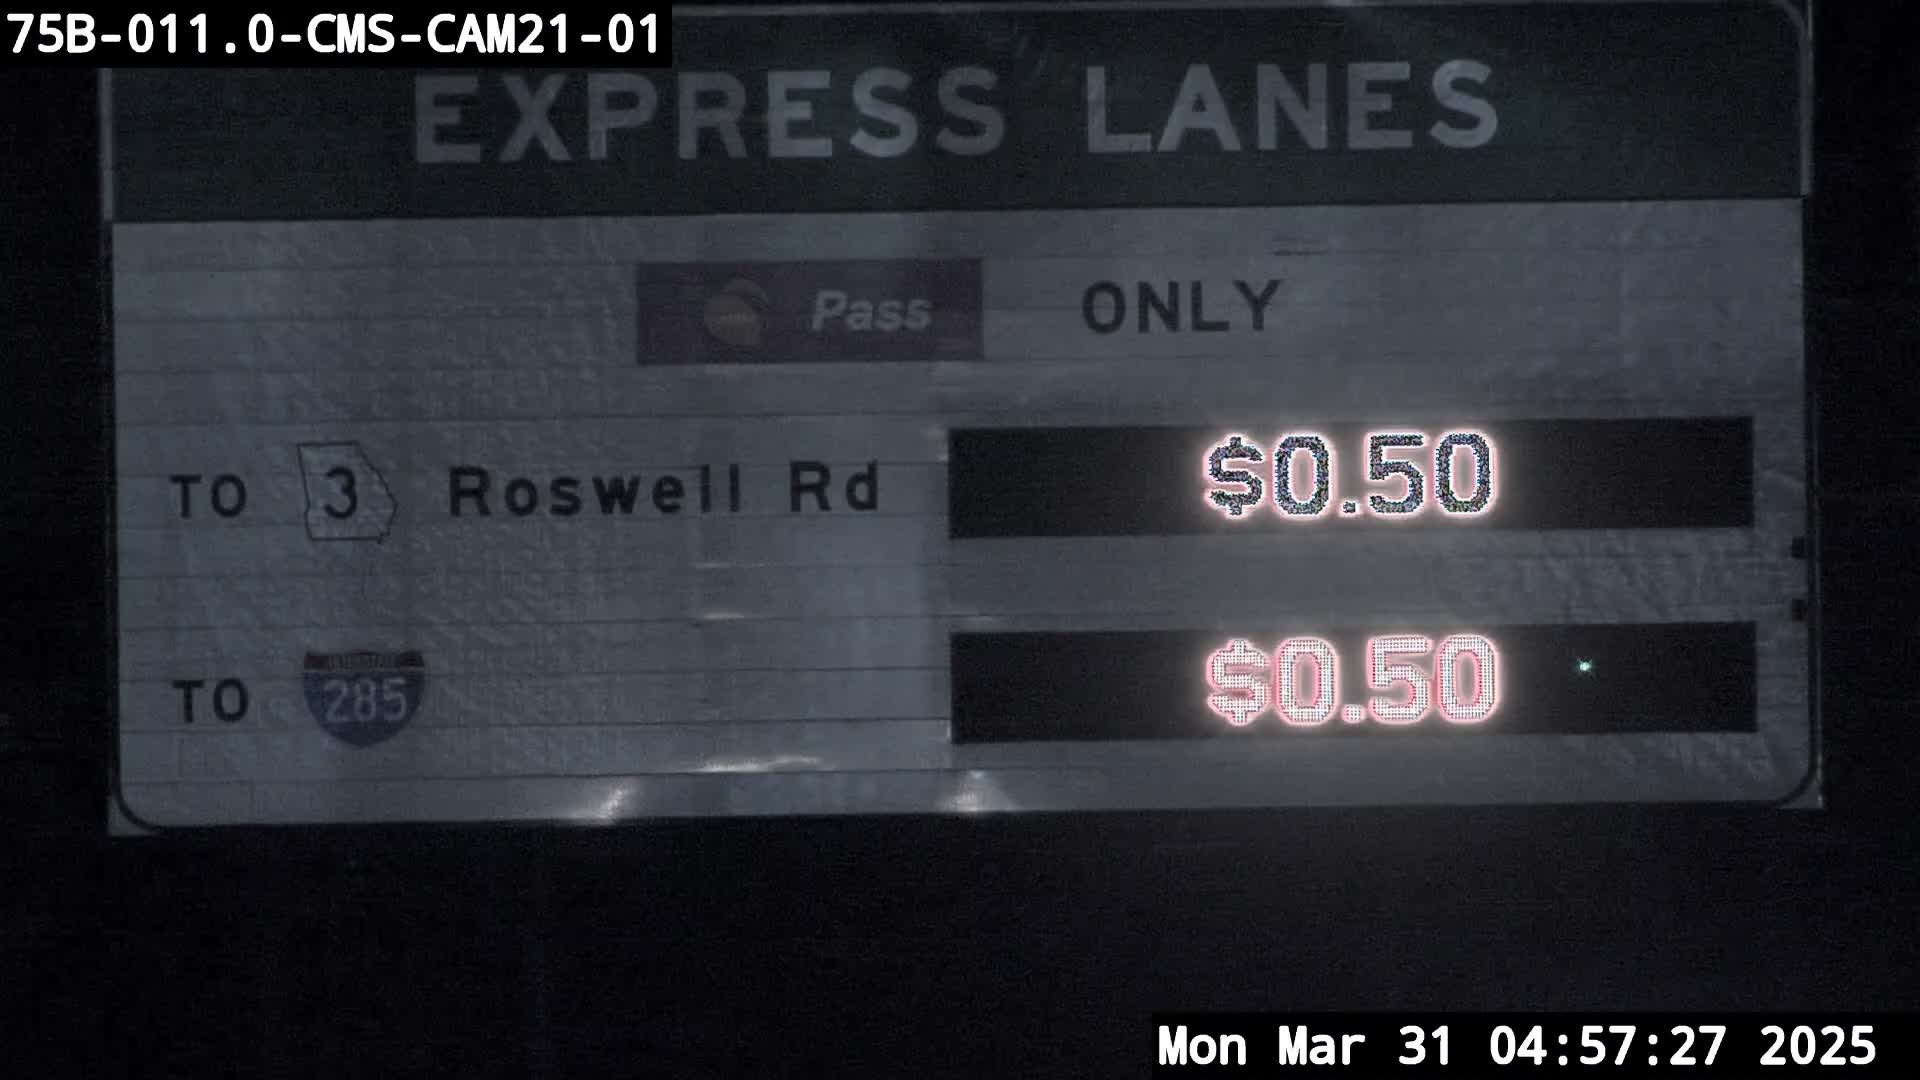 75B-011.0-CMS-CAM21-01
EXPRESS LANES
Pass ONLY
TO 3 Roswell Rd $0.50
INTERSTATE
TO 285 $0.50
Mon Mar 31 04:57:27 2025